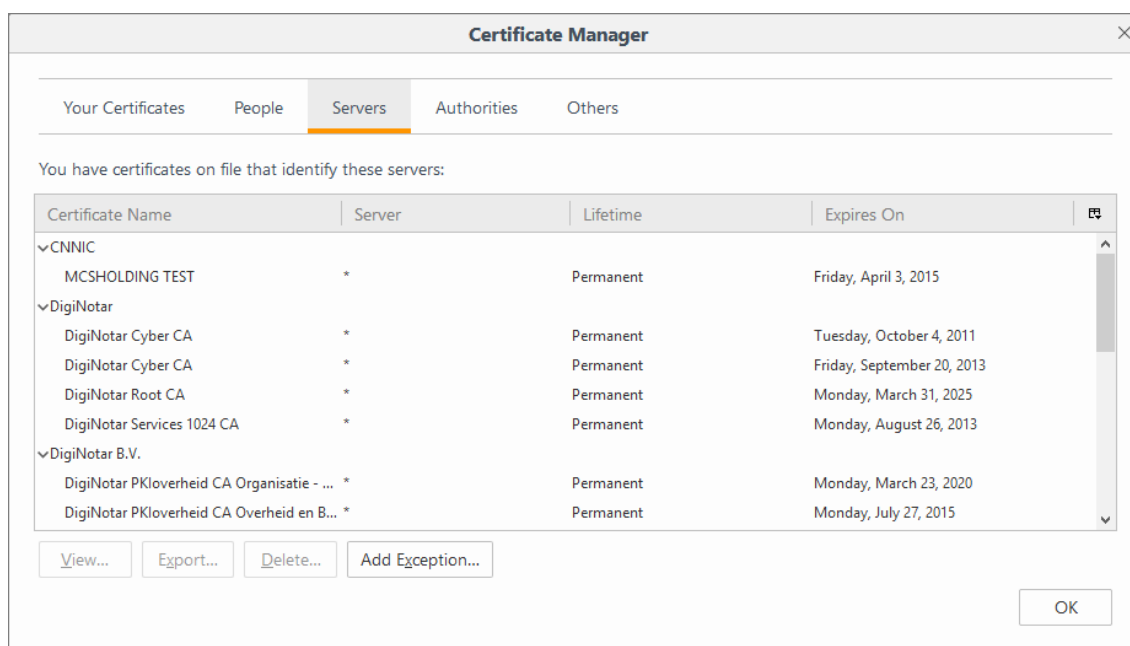 Certificate Manager
Your Certificates People Servers Authorities Others
You have certificates on file that identify these servers:
Certificate Name Server Lifetime Expires On
CNNIC
MCSHOLDING TEST * Permanent Friday, April 3, 2015
DigiNotar
DigiNotar Cyber CA * Permanent Tuesday, October 4, 2011
DigiNotar Cyber CA * Permanent Friday, September 20, 2013
DigiNotar Root CA * Permanent Monday, March 31, 2025
DigiNotar Services 1024 CA * Permanent Monday, August 26, 2013
DigiNotar B.V.
DigiNotar PKIoverheid CA Organisatie - ... * Permanent Monday, March 23, 2020
DigiNotar PKIoverheid CA Overheid en B... * Permanent Monday, July 27, 2015
View... Export... Delete... Add Exception...
OK